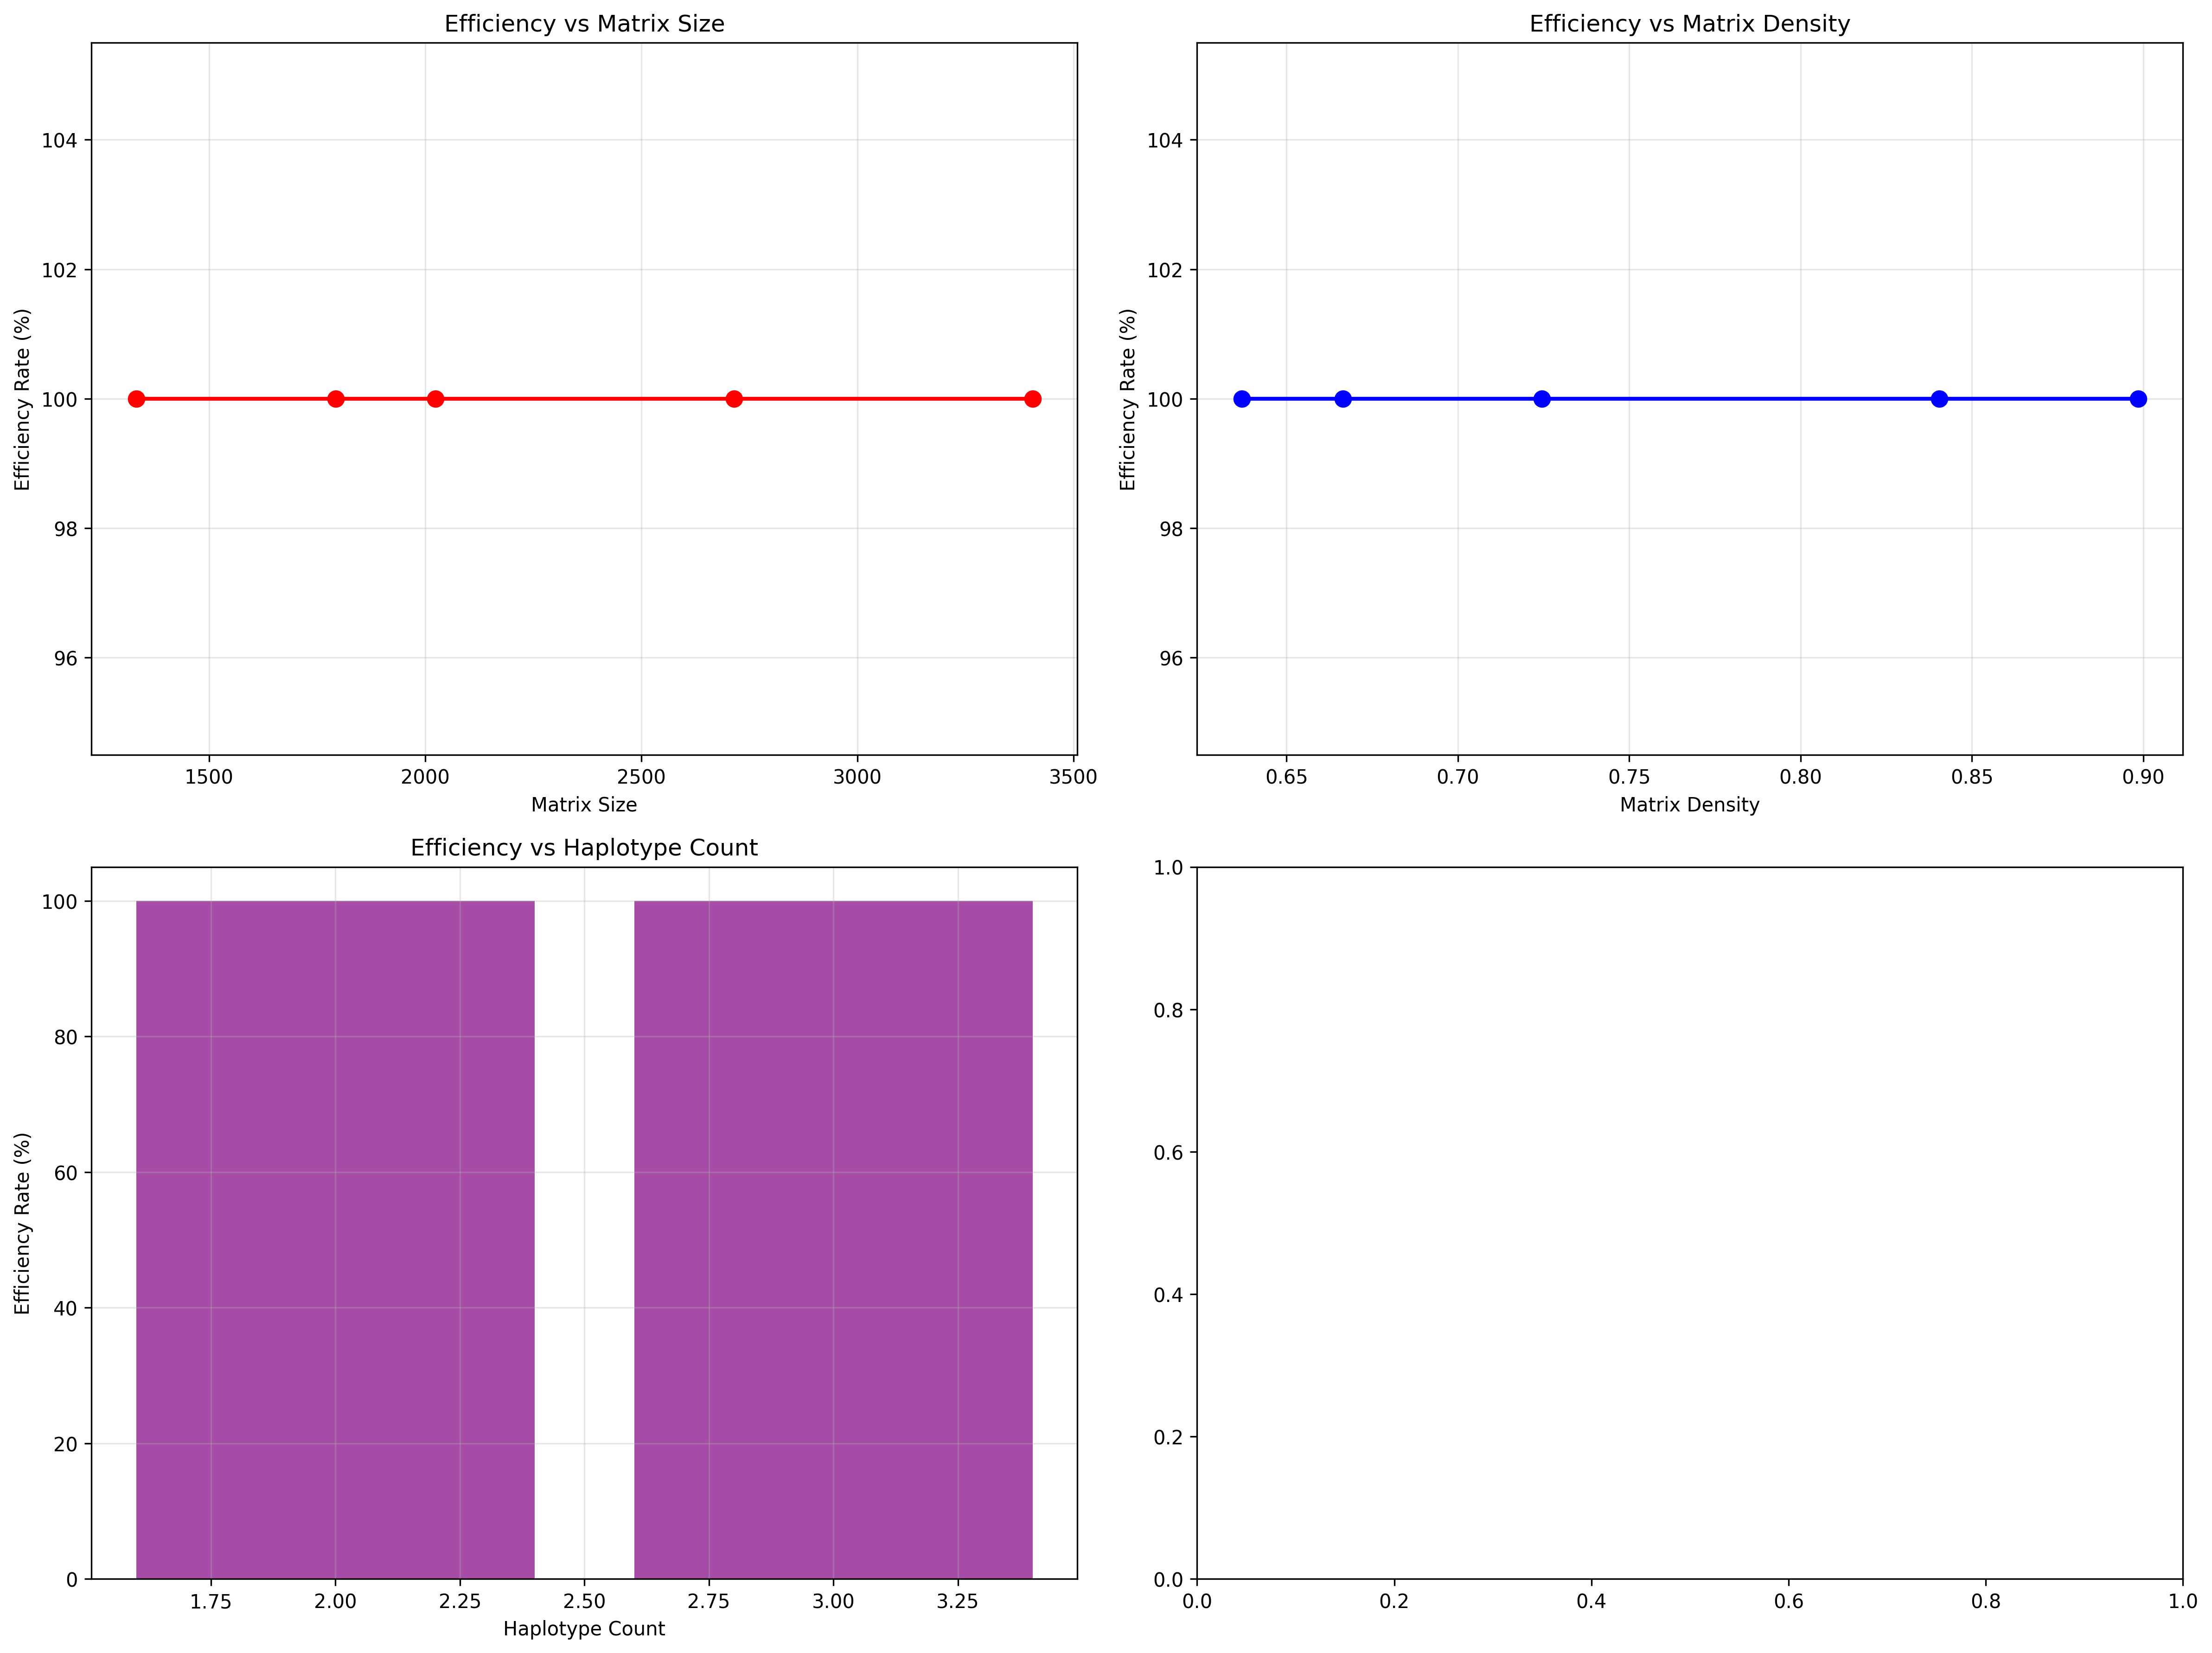 Efficiency vs Matrix Size
Efficiency Rate (%)
104
102
100
98
96
1500 2000 2500 3000 3500
Matrix Size
Efficiency vs Matrix Density
Efficiency Rate (%)
104
102
100
98
96
0.65 0.70 0.75 0.80 0.85 0.90
Matrix Density
Efficiency vs Haplotype Count
Efficiency Rate (%)
100
80
60
40
20
0
1.75 2.00 2.25 2.50 2.75 3.00 3.25
Haplotype Count
1.0
0.8
0.6
0.4
0.2
0.0
0.0 0.2 0.4 0.6 0.8 1.0